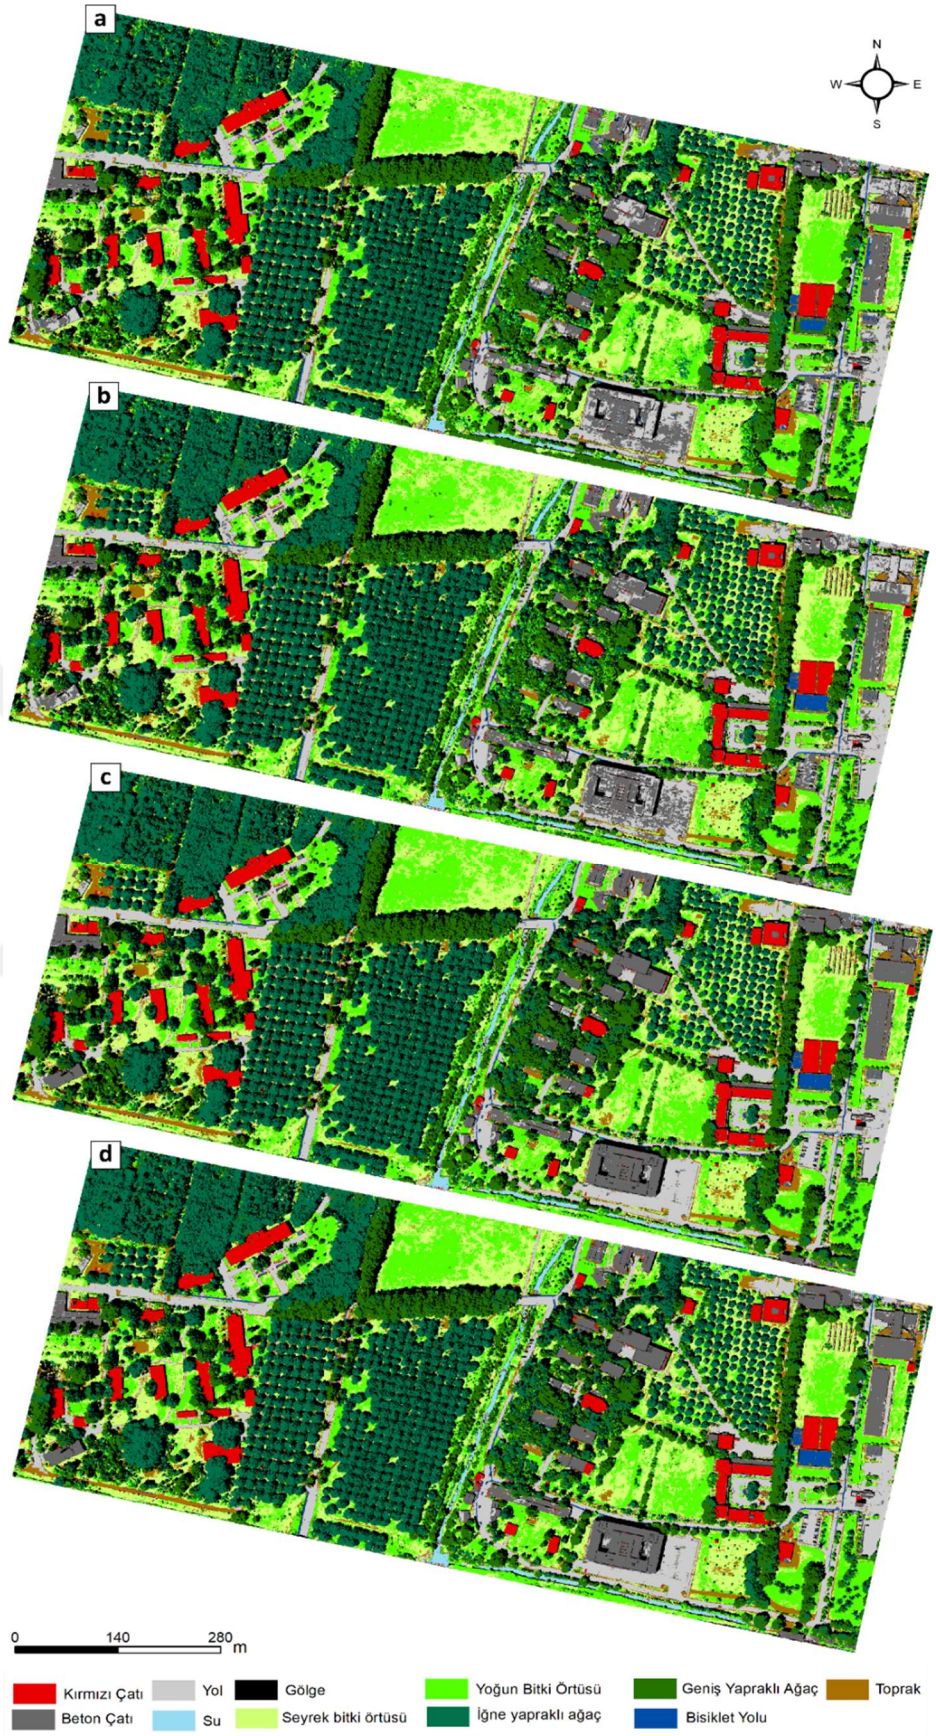 a
N
W E
S
b
c
d
0 140 280 m
Kırmızı Çatı Yol Gölge Yoğun Bitki Örtüsü Geniş Yapraklı Ağaç Toprak
Beton Çatı Su Seyrek bitki örtüsü İğne yapraklı ağaç Bisiklet Yolu